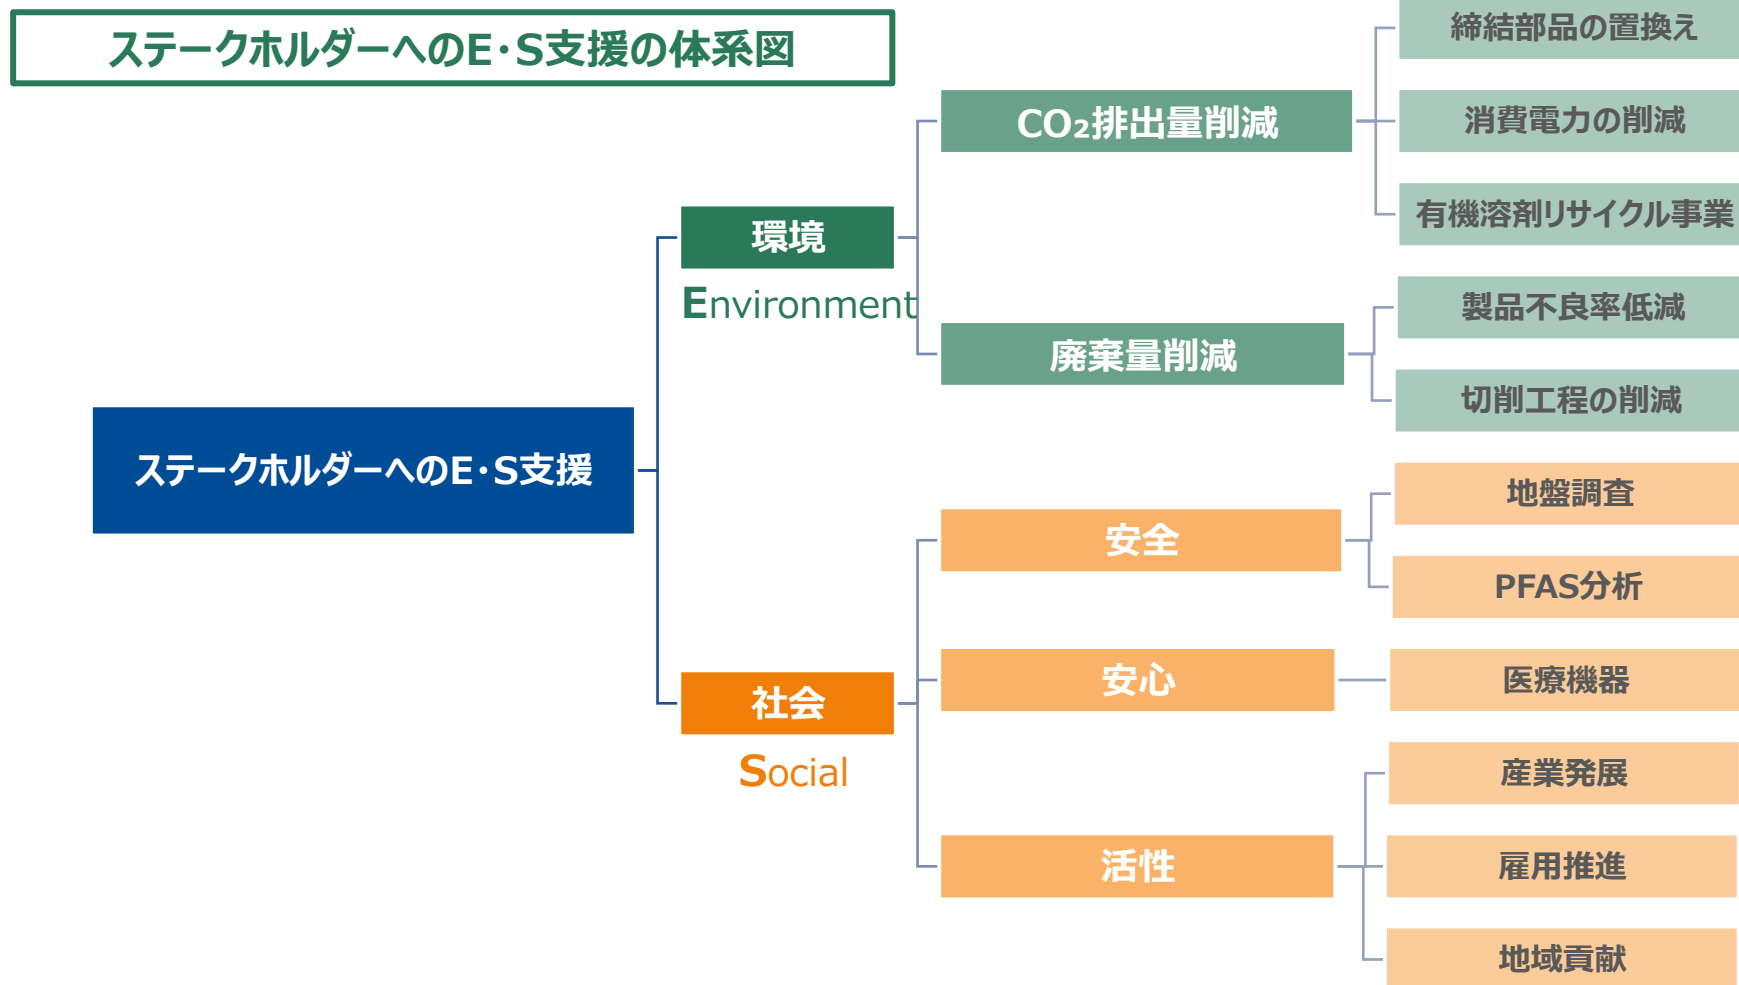 ステークホルダーへのE・S支援の体系図
締結部品の置換え
CO₂排出量削減
消費電力の削減
有機溶剤リサイクル事業
環境
Environment
製品不良率低減
廃棄量削減
切削工程の削減
ステークホルダーへのE・S支援
地盤調査
安全
PFAS分析
社会
Social
安心
医療機器
産業発展
活性
雇用推進
地域貢献